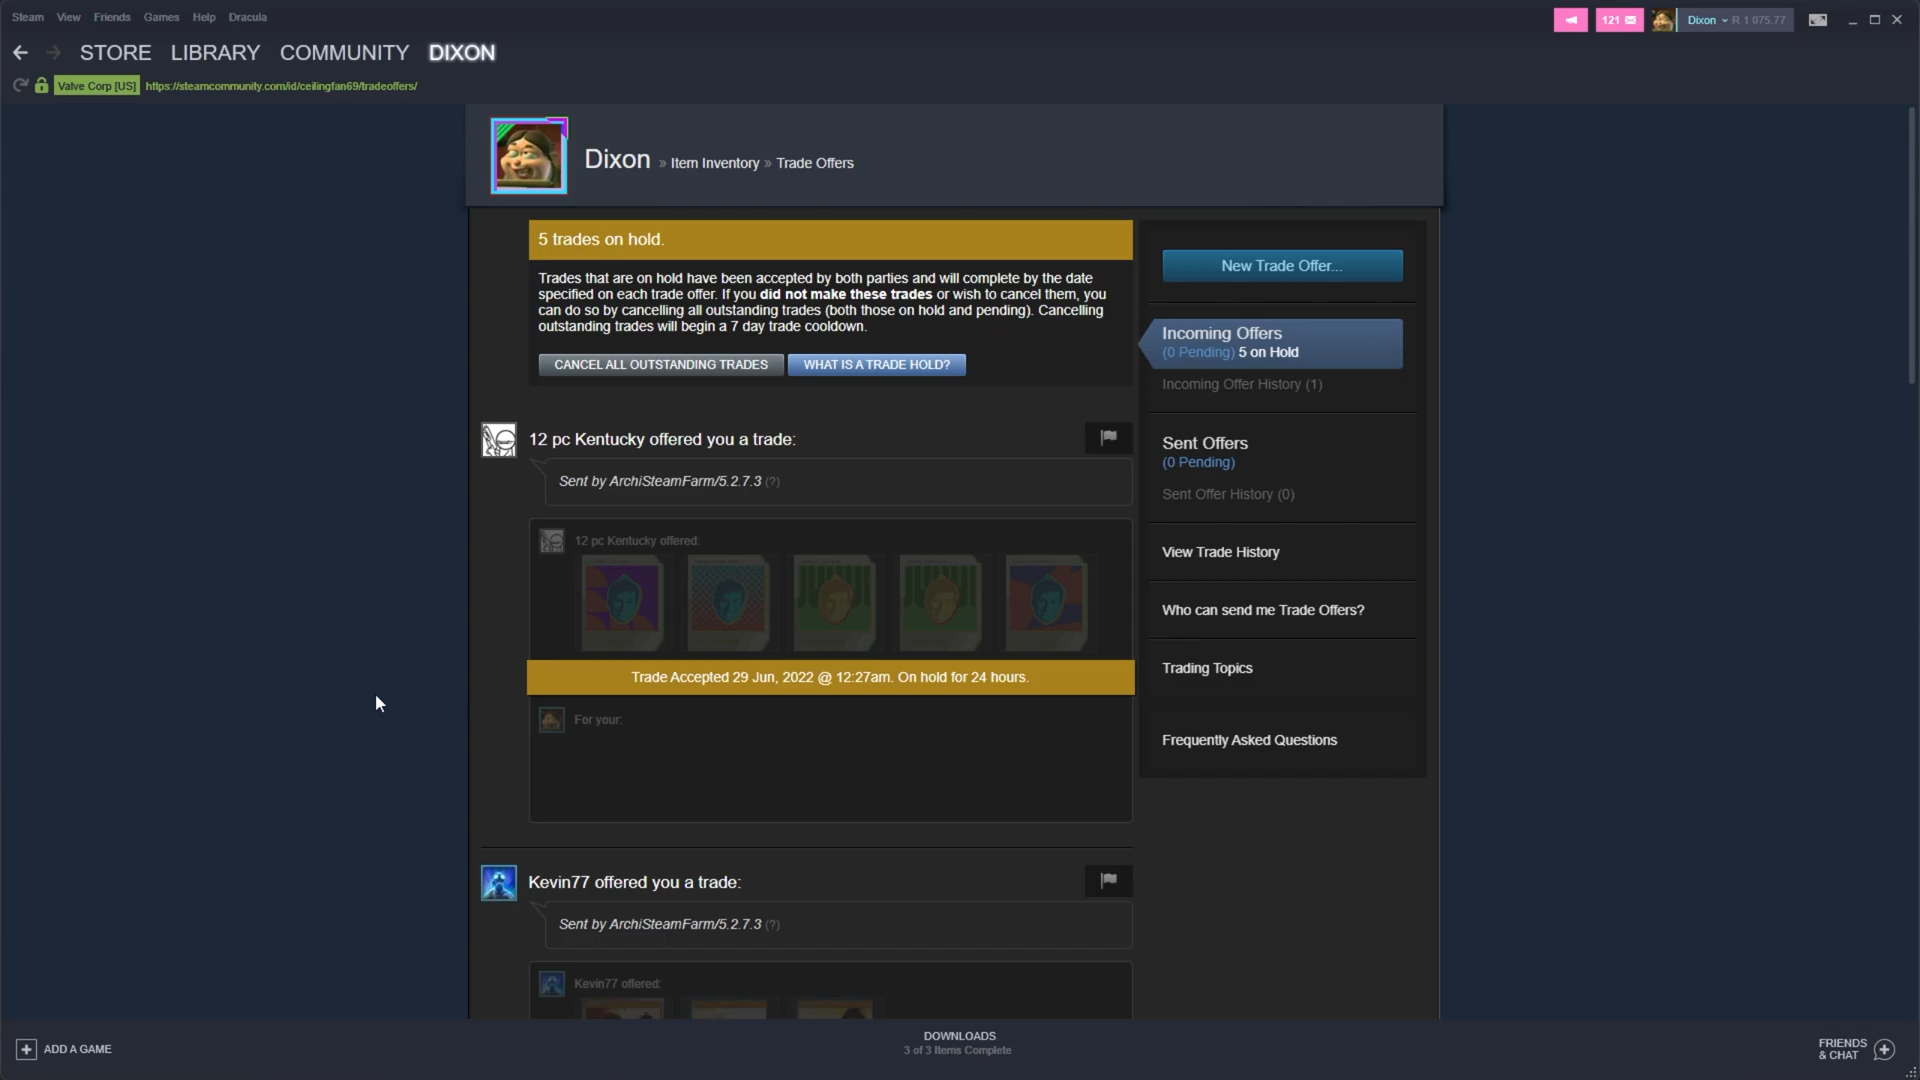 Steam View Friends Games Help Dracula
121 Dixon R 1 075.77
STORE LIBRARY COMMUNITY DIXON
Valve Corp [US] https://steamcommunity.com/id/ceilingfan69/tradeoffers/
Dixon » Item Inventory » Trade Offers
5 trades on hold.
Trades that are on hold have been accepted by both parties and will complete by the date
specified on each trade offer. If you did not make these trades or wish to cancel them, you
can do so by cancelling all outstanding trades (both those on hold and pending). Cancelling
outstanding trades will begin a 7 day trade cooldown.
CANCEL ALL OUTSTANDING TRADES WHAT IS A TRADE HOLD?
12 pc Kentucky offered you a trade:
Sent by ArchiSteamFarm/5.2.7.3 (?)
12 pc Kentucky offered:
Trade Accepted 29 Jun, 2022 @ 12:27am. On hold for 24 hours.
For your:
Kevin77 offered you a trade:
Sent by ArchiSteamFarm/5.2.7.3 (?)
Kevin77 offered:
New Trade Offer...
Incoming Offers
(0 Pending) 5 on Hold
Incoming Offer History (1)
Sent Offers
(0 Pending)
Sent Offer History (0)
View Trade History
Who can send me Trade Offers?
Trading Topics
Frequently Asked Questions
ADD A GAME
DOWNLOADS
3 of 3 Items Complete
FRIENDS
& CHAT